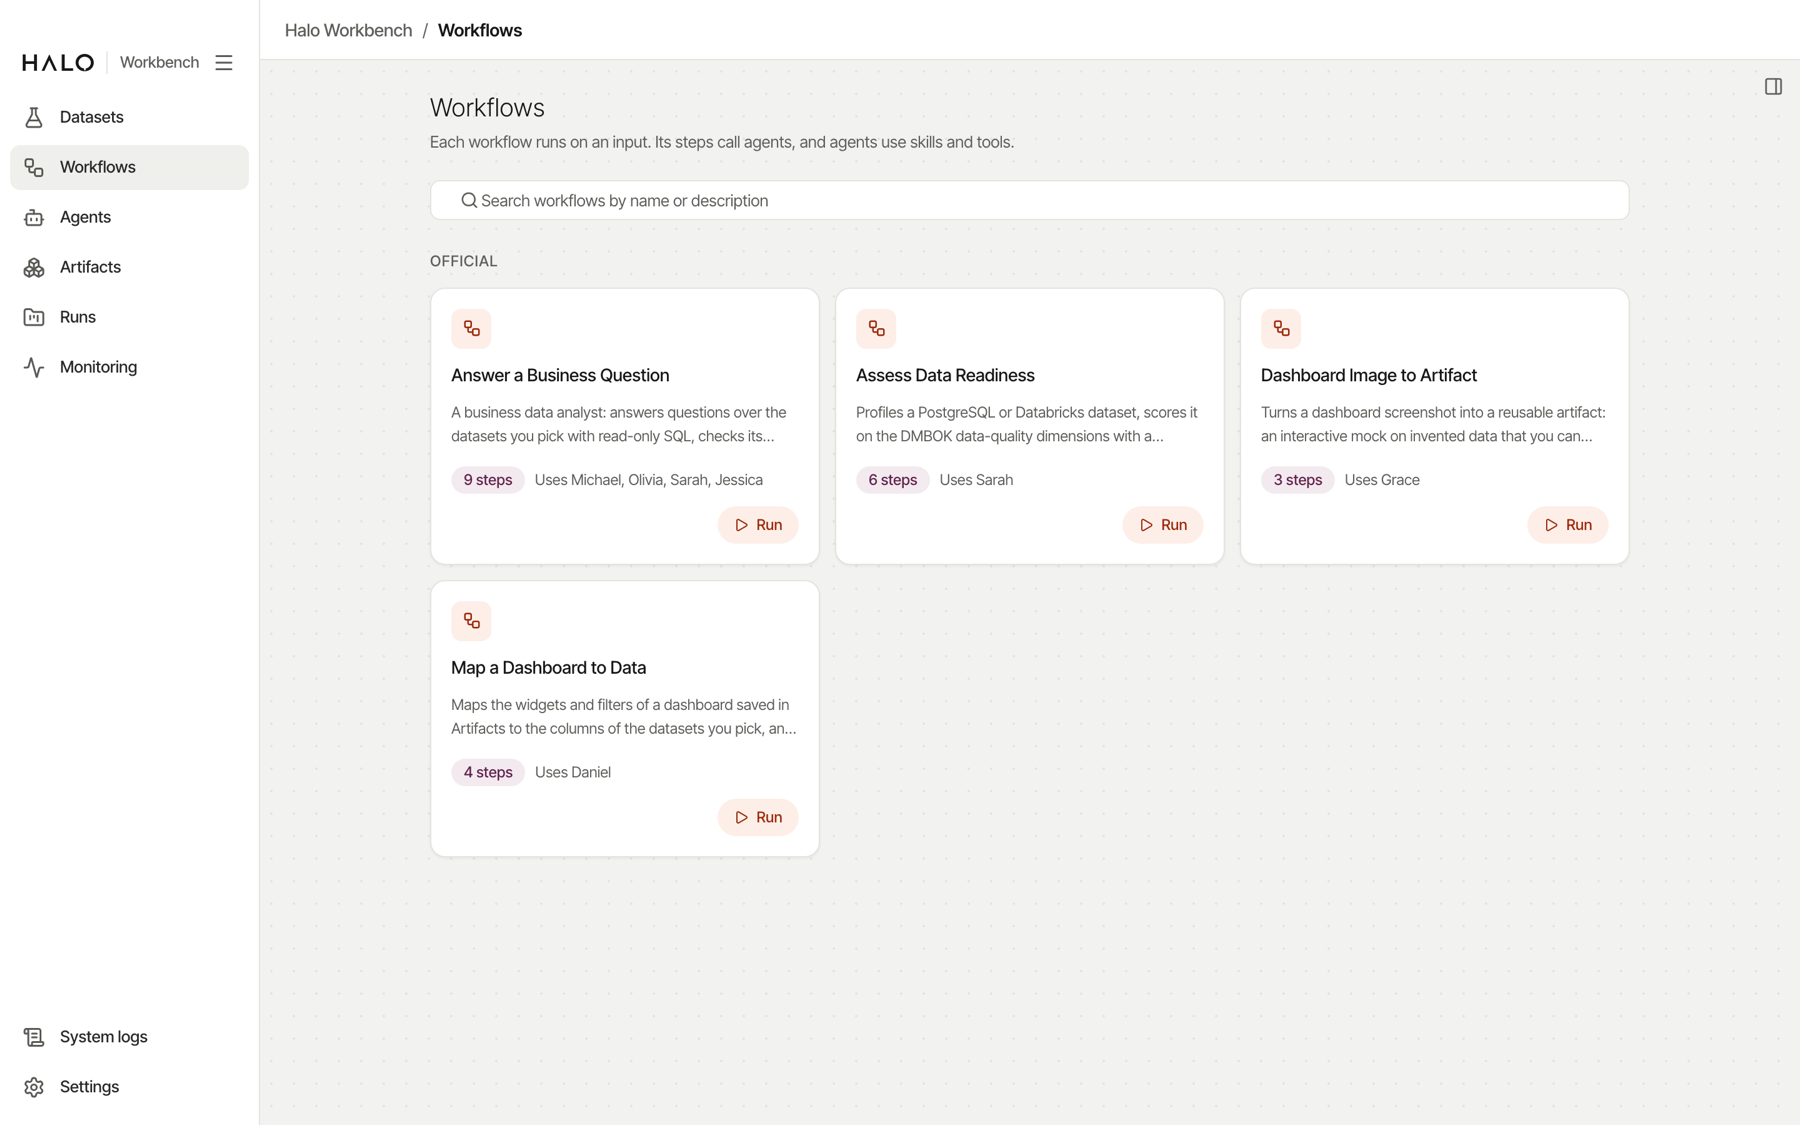 Halo Workbench / Workflows
HALO
Workbench
Datasets
Workflows
Agents
Artifacts
Runs
Monitoring
System logs
Settings
Workflows
Each workflow runs on an input. Its steps call agents, and agents use skills and tools.
Search workflows by name or description
OFFICIAL
Answer a Business Question
A business data analyst: answers questions over the
datasets you pick with read-only SQL, checks its...
9 steps Uses Michael, Olivia, Sarah, Jessica
Run
Assess Data Readiness
Profiles a PostgreSQL or Databricks dataset, scores it
on the DMBOK data-quality dimensions with a...
6 steps Uses Sarah
Run
Dashboard Image to Artifact
Turns a dashboard screenshot into a reusable artifact:
an interactive mock on invented data that you can...
3 steps Uses Grace
Run
Map a Dashboard to Data
Maps the widgets and filters of a dashboard saved in
Artifacts to the columns of the datasets you pick, an...
4 steps Uses Daniel
Run